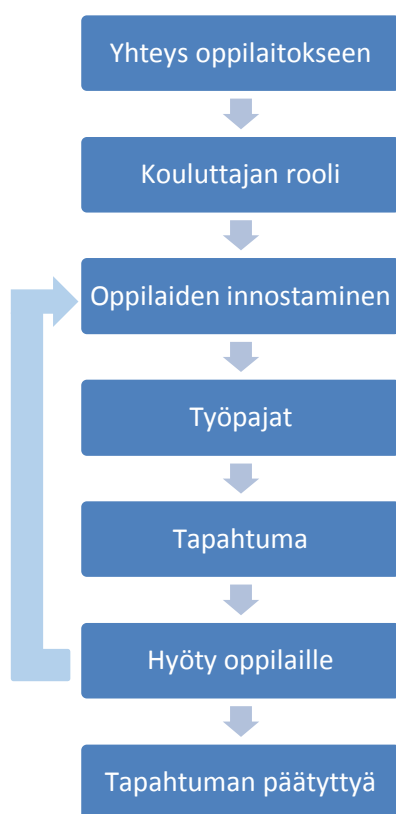 Yhteys oppilaitokseen
Kouluttajan rooli
Oppilaiden innostaminen
Työpajat
Tapahtuma
Hyöty oppilaille
Tapahtuman päätyttyä